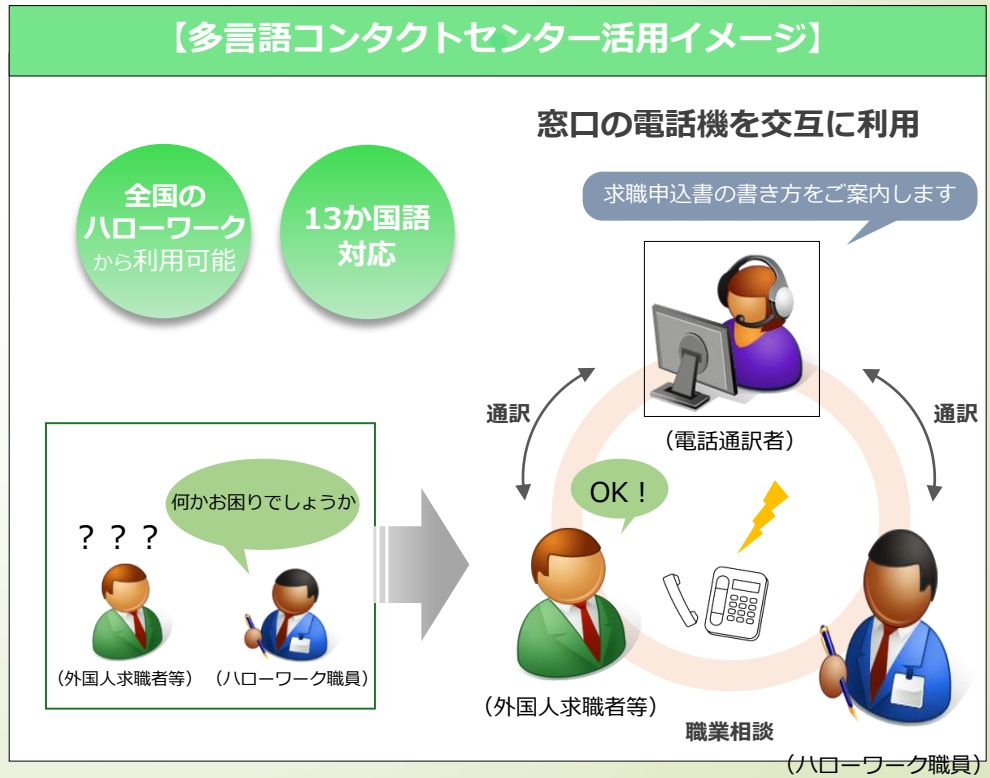 【多言語コンタクトセンター活用イメージ】
窓口の電話機を交互に利用
全国の
ハローワーク
から利用可能
13か国語
対応
求職申込書の書き方をご案内します
通訳
通訳
（電話通訳者）
OK！
何かお困りでしょうか
？？？
（外国人求職者等）
（ハローワーク職員）
（外国人求職者等）
職業相談
（ハローワーク職員）